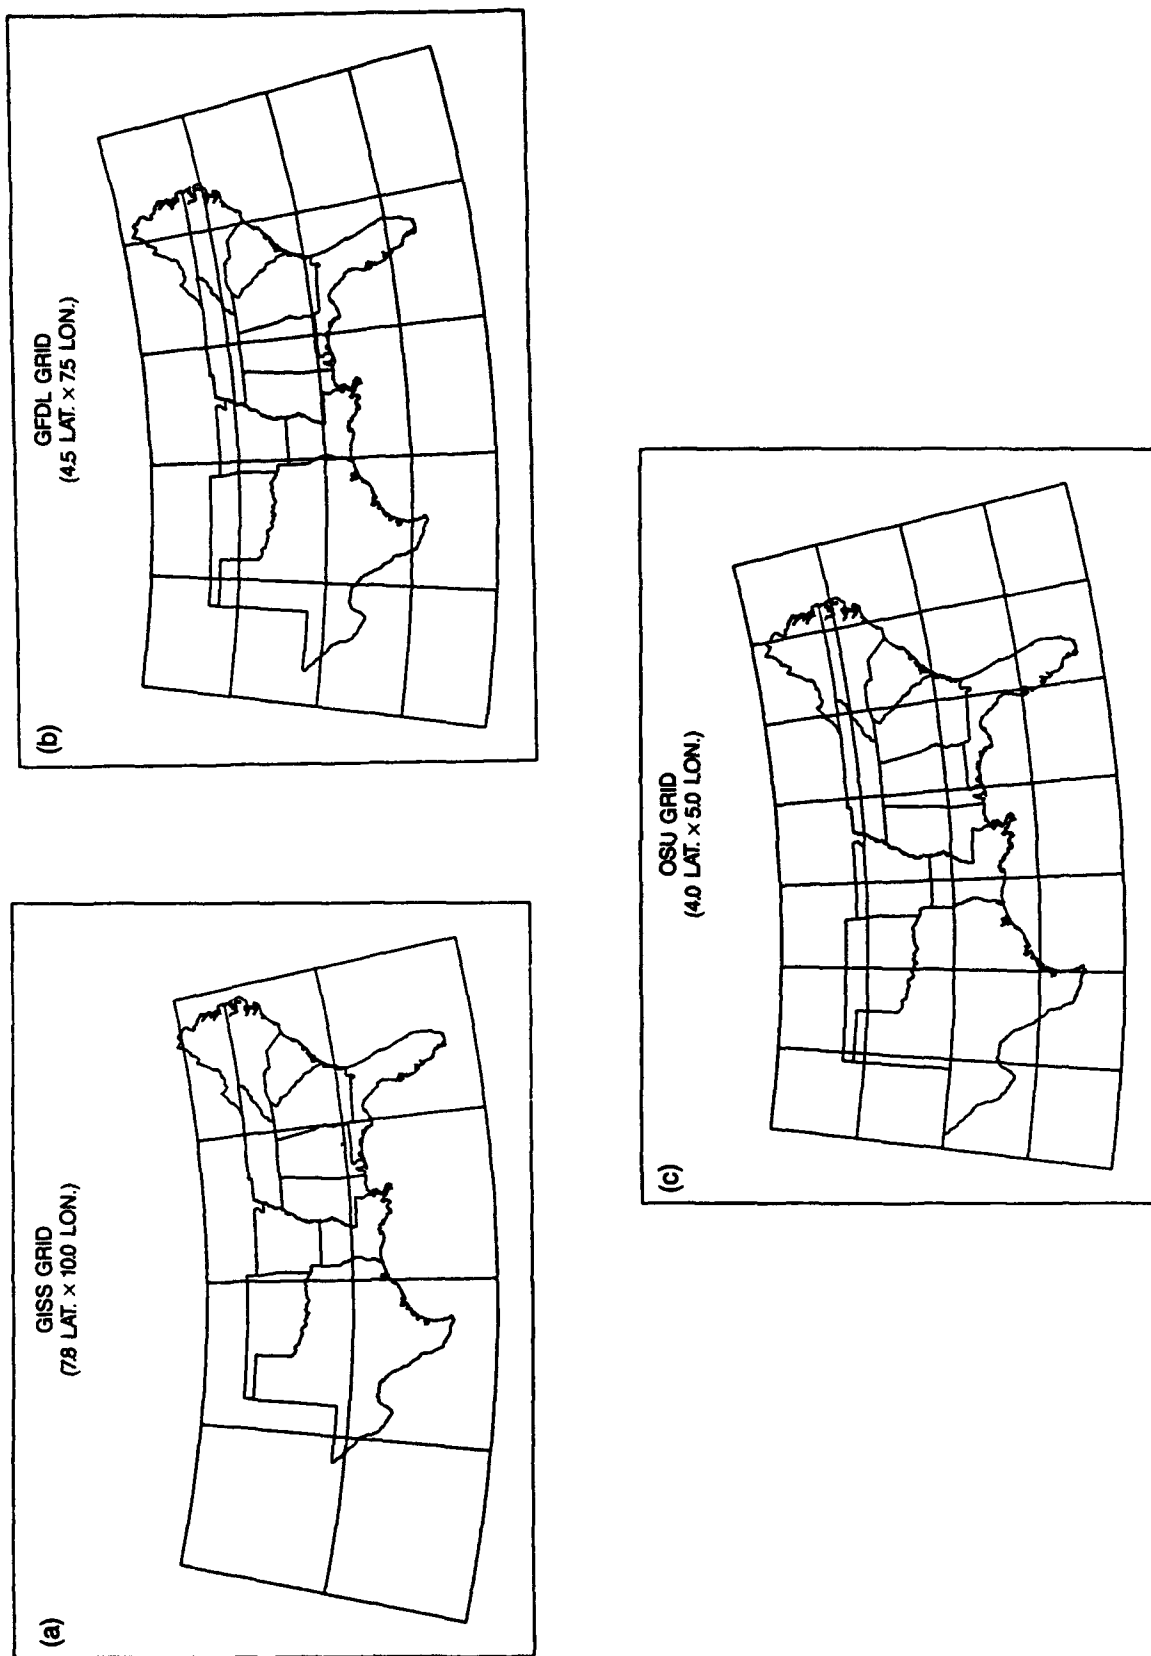 (a)
GISS GRID
(7.8 LAT. × 10.0 LON.)
(b)
GFDL GRID
(4.5 LAT. × 7.5 LON.)
(c)
OSU GRID
(4.0 LAT. × 5.0 LON.)